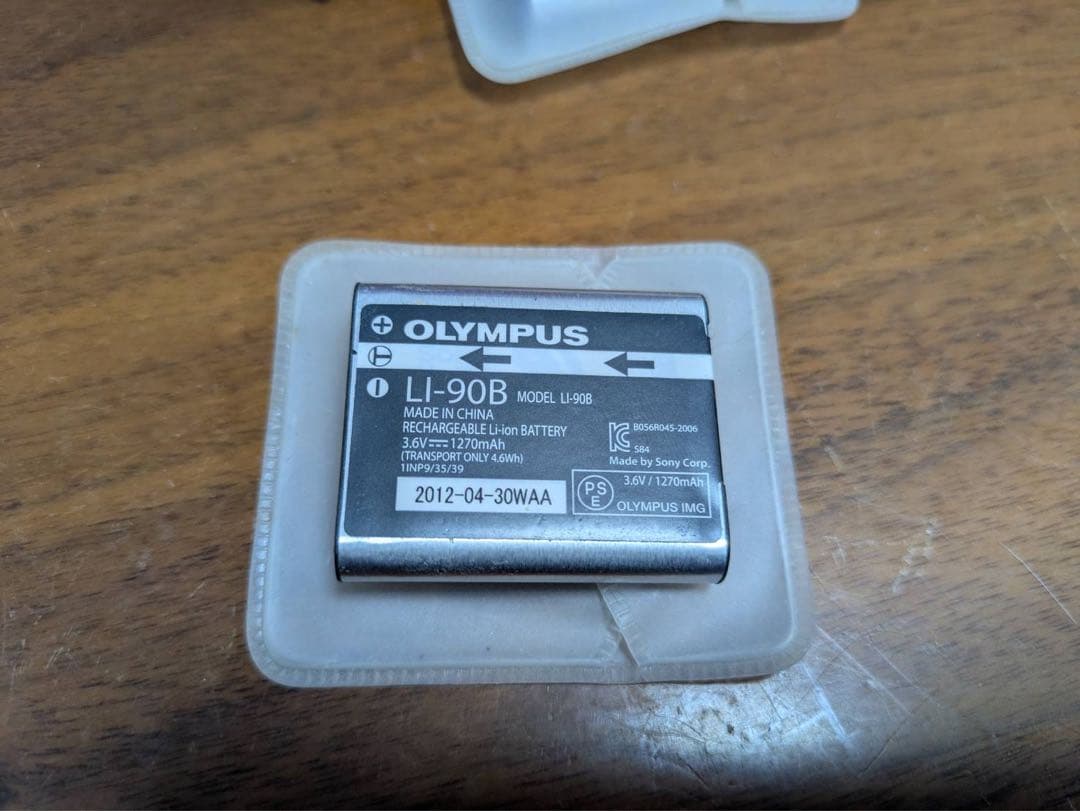 OLYMPUS
LI-90B MODEL LI-90B
MADE IN CHINA
RECHARGEABLE Li-ion BATTERY
3.6V⎓1270mAh
(TRANSPORT ONLY 4.6Wh)
1INP9/35/39
2012-04-30WAA
B056R045-2006
S84
Made by Sony Corp.
PS
E
3.6V / 1270mAh
OLYMPUS IMG